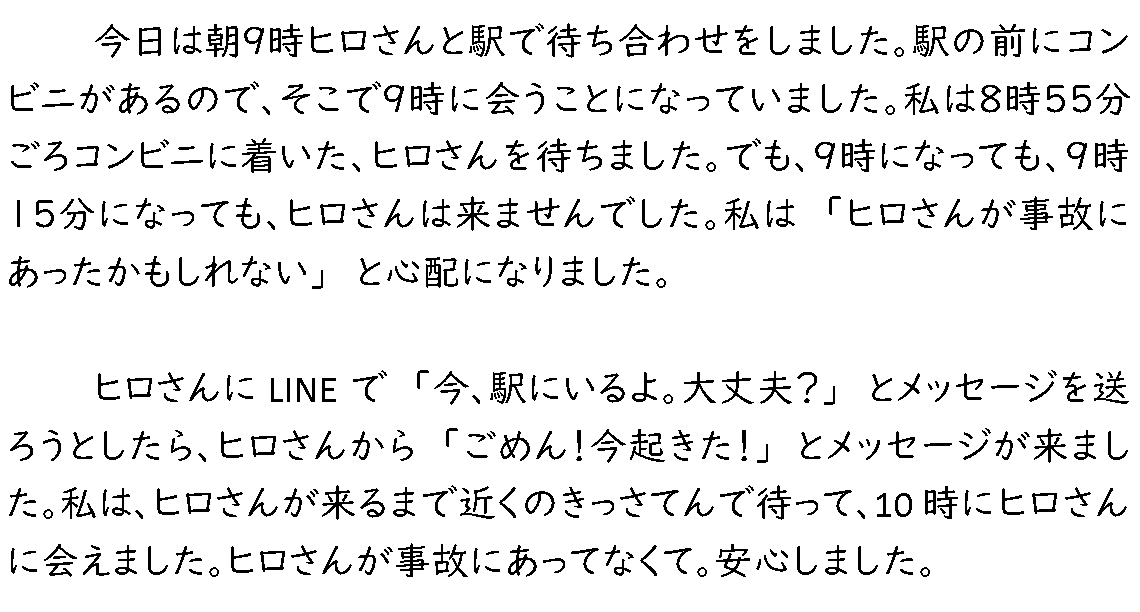 今日は朝9時ヒロさんと駅で待ち合わせをしました。駅の前にコン
ビニがあるので、そこで9時に会うことになっていました。私は8時55分
ごろコンビニに着いた、ヒロさんを待ちました。でも、9時になっても、9時
15分になっても、ヒロさんは来ませんでした。私は「ヒロさんが事故に
あったかもしれない」と心配になりました。
ヒロさんに LINE で「今、駅にいるよ。大丈夫？」とメッセージを送
ろうとしたら、ヒロさんから「ごめん！今起きた！」とメッセージが来まし
た。私は、ヒロさんが来るまで近くのきっさてんで待って、10 時にヒロさん
に会えました。ヒロさんが事故にあってなくて。安心しました。